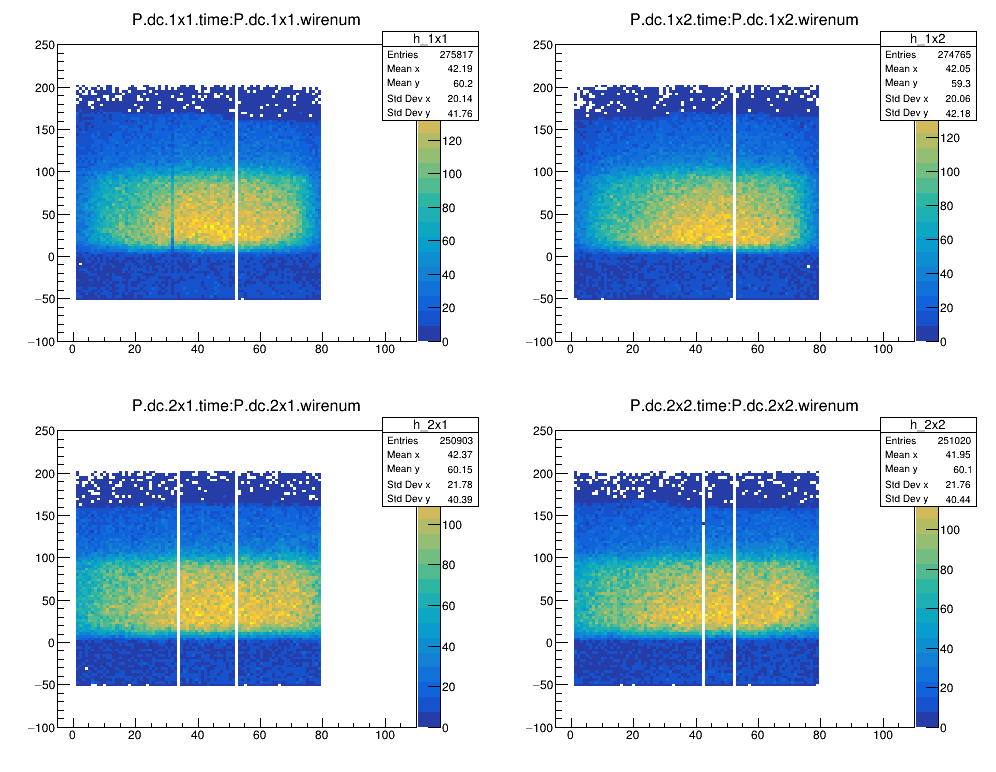 P.dc.1x1.time:P.dc.1x1.wirenum
h_1x1
Entries 275817
Mean x 42.19
Mean y 60.2
Std Dev x 20.14
Std Dev y 41.76
250
200
150
100
50
0
−50
−100
0 20 40 60 80 100
120
100
80
60
40
20
0
P.dc.1x2.time:P.dc.1x2.wirenum
h_1x2
Entries 274765
Mean x 42.05
Mean y 59.3
Std Dev x 20.06
Std Dev y 42.18
250
200
150
100
50
0
−50
−100
0 20 40 60 80 100
120
100
80
60
40
20
0
P.dc.2x1.time:P.dc.2x1.wirenum
h_2x1
Entries 250903
Mean x 42.37
Mean y 60.15
Std Dev x 21.78
Std Dev y 40.39
250
200
150
100
50
0
−50
−100
0 20 40 60 80 100
100
80
60
40
20
0
P.dc.2x2.time:P.dc.2x2.wirenum
h_2x2
Entries 251020
Mean x 41.95
Mean y 60.1
Std Dev x 21.76
Std Dev y 40.44
250
200
150
100
50
0
−50
−100
0 20 40 60 80 100
100
80
60
40
20
0